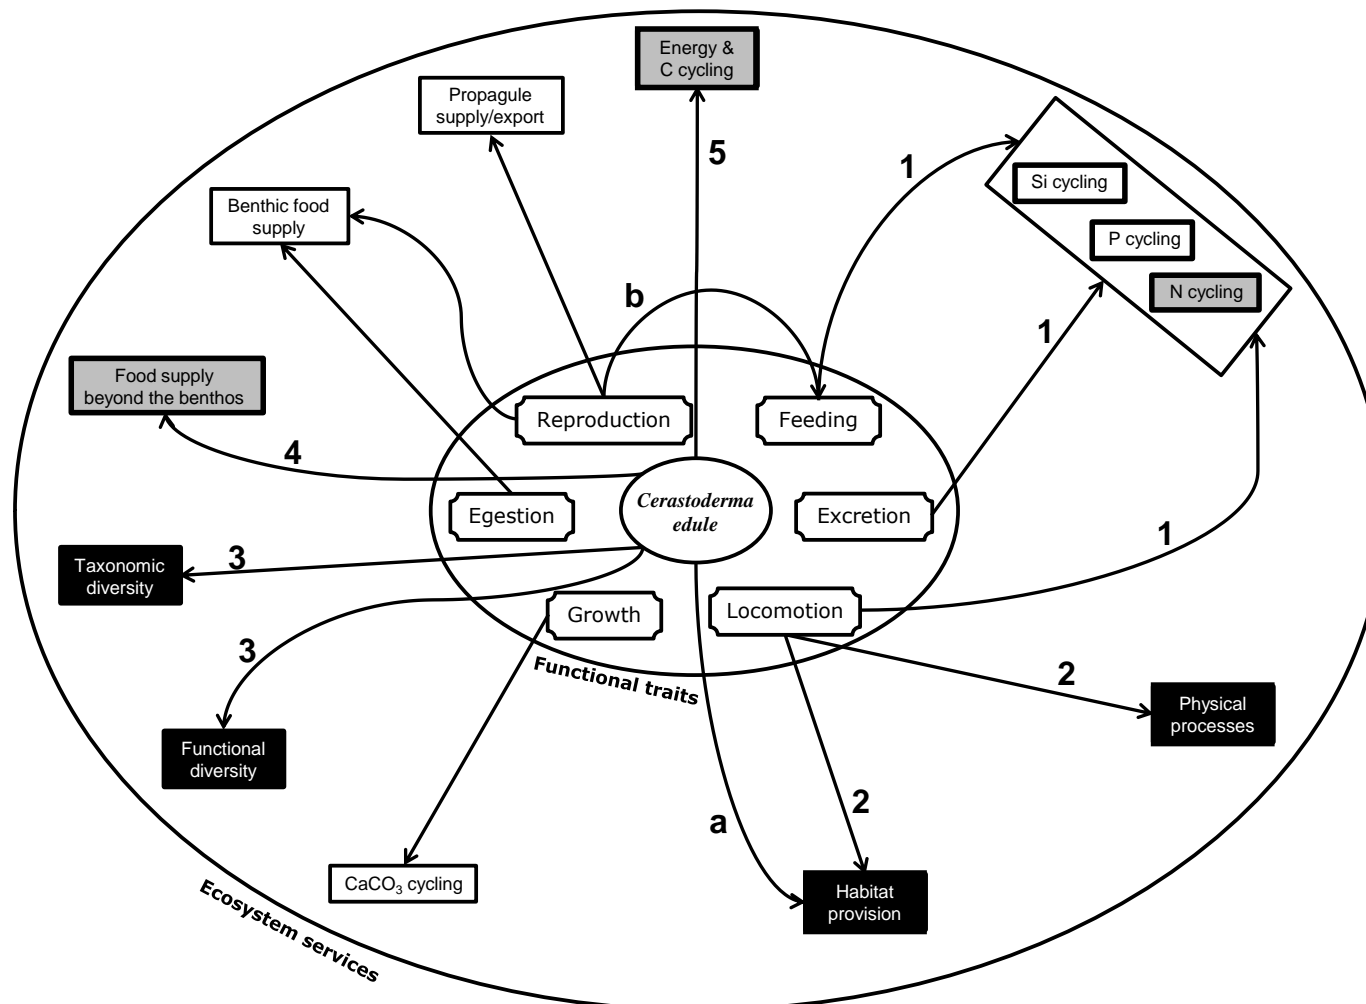 Energy &
C cycling
Propagule
supply/export
5
1
Si cycling
Benthic food
supply
P cycling
N cycling
b
1
Food supply
beyond the benthos
Reproduction
Feeding
4
Cerastoderma
edule
Egestion
Excretion
1
3
Taxonomic
diversity
Growth
Locomotion
3
Functional traits
2
Physical
processes
Functional
diversity
a
2
CaCO₃ cycling
Habitat
provision
Ecosystem services